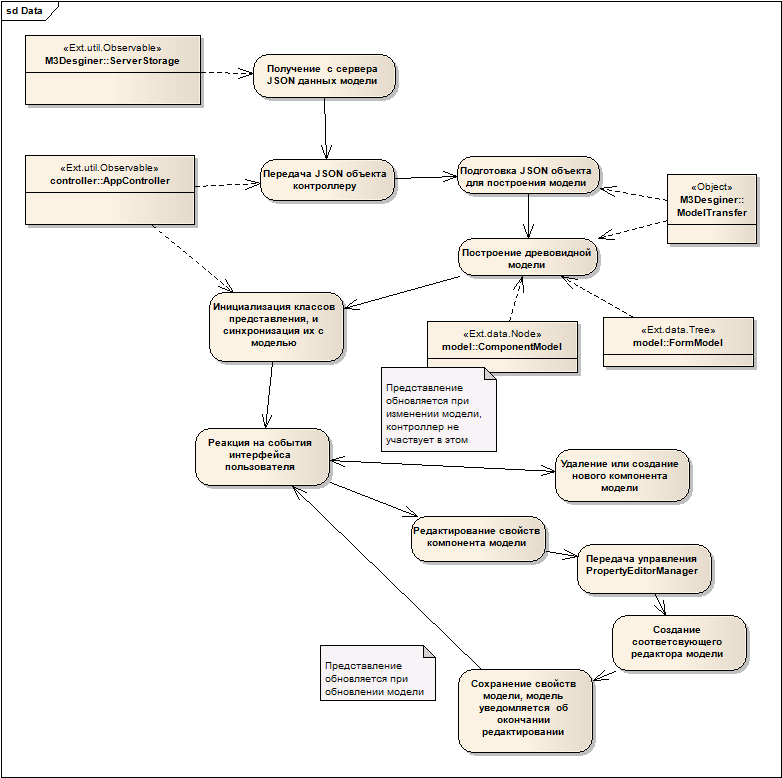 sd Data
«Ext.util.Observable»
M3Desginer::ServerStorage
Получение с сервера
JSON данных модели
«Ext.util.Observable»
controller::AppController
Передача JSON объекта
контроллеру
Подготовка JSON объекта
для построения модели
«Object»
M3Desginer::
ModelTransfer
Построение древовидной
модели
Инициализация классов
представления, и
синхронизация их с
моделью
«Ext.data.Node»
model::ComponentModel
«Ext.data.Tree»
model::FormModel
Представление
обновляется при
изменении модели,
контроллер не
участвует в этом
Реакция на события
интерфейса
пользователя
Удаление или создание
нового компонента
модели
Редактирование свойств
компонента модели
Передача управления
PropertyEditorManager
Создание
соответсвующего
редактора модели
Представление
обновляется при
обновлении модели
Сохранение свойств
модели, модель
уведомляется об
окончании
редактировании